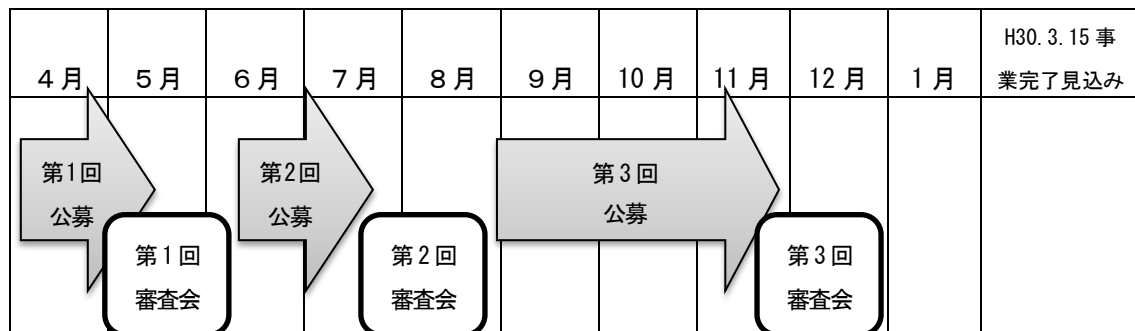 4月
5月
6月
7月
8月
9月
10月
11月
12月
1月
H30.3.15 事
業完了見込み
第1回
公募
第2回
公募
第3回
公募
第1回
審査会
第2回
審査会
第3回
審査会